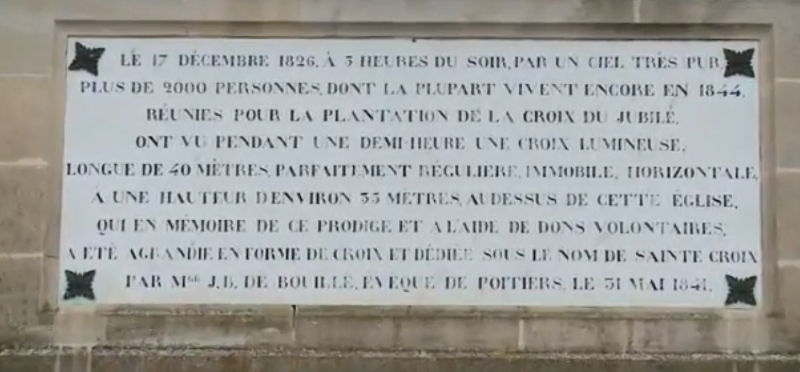 LE 17 DÉCEMBRE 1826, À 5 HEURES DU SOIR, PAR UN CIEL TRÈS PUR,
PLUS DE 2000 PERSONNES, DONT LA PLUPART VIVENT ENCORE EN 1844,
RÉUNIES POUR LA PLANTATION DE LA CROIX DU JUBILÉ,
ONT VU PENDANT UNE DEMI-HEURE UNE CROIX LUMINEUSE,
LONGUE DE 40 MÈTRES, PARFAITEMENT RÉGULIERE, IMMOBILE, HORIZONTALE,
À UNE HAUTEUR D'ENVIRON 35 MÈTRES, AUDESSUS DE CETTE ÉGLISE,
QUI EN MÉMOIRE DE CE PRODIGE ET A L'AIDE DE DONS VOLONTAIRES,
A ÉTÉ AGRANDIE EN FORME DE CROIX ET DÉDIÉE SOUS LE NOM DE SAINTE CROIX
PAR Mgr J.B. DE BOUILLÉ, EVEQUE DE POITIERS, LE 31 MAI 1841.